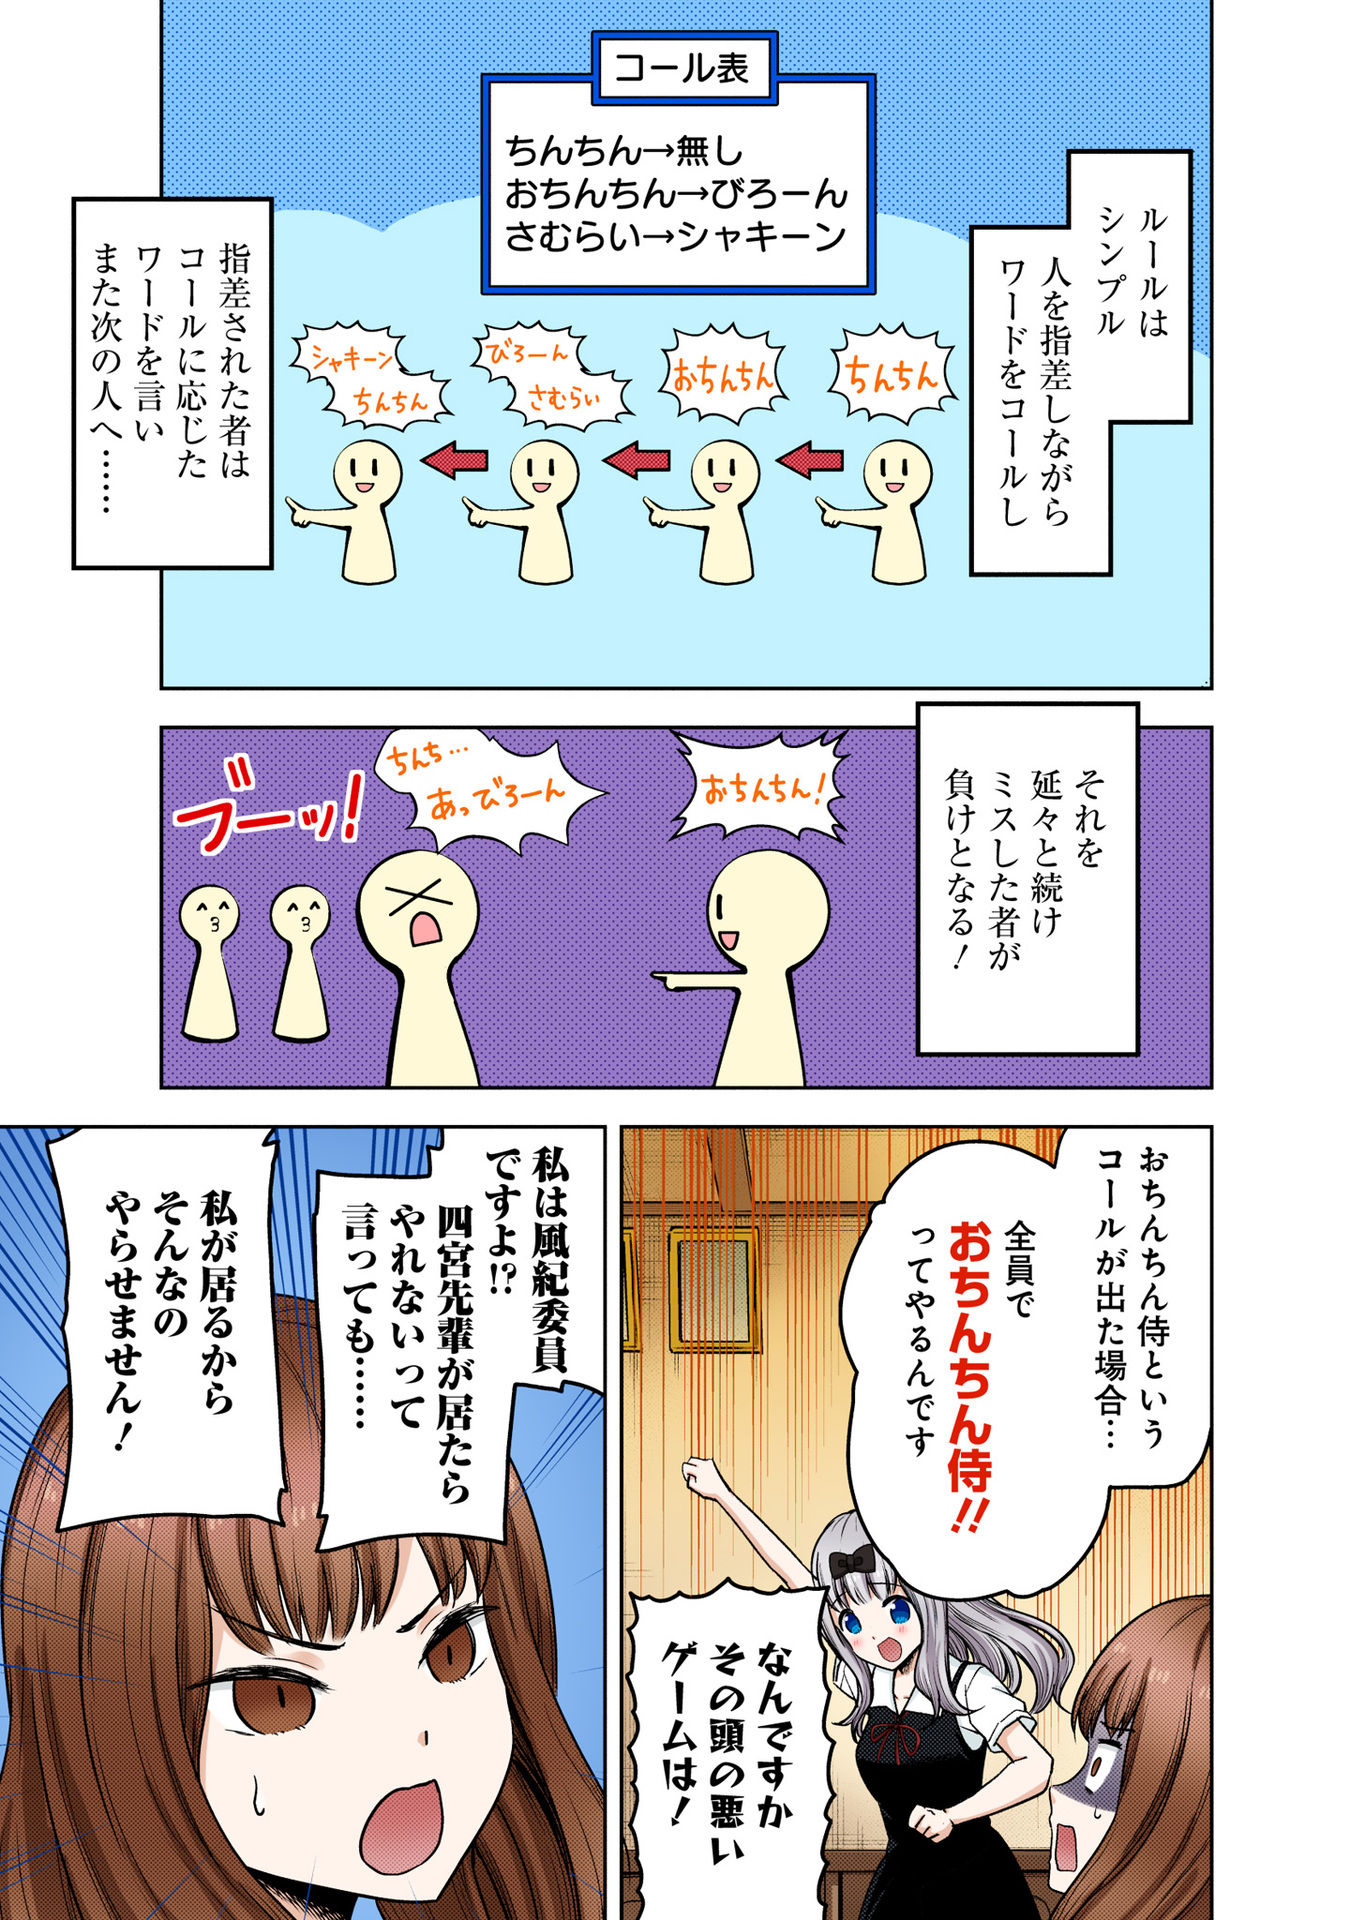 コール表
ちんちん→無し
おちんちん→びろーん
さむらい→シャキーン
ルールは
シンプル
人を指差しながら
ワードをコールし
ちんちん
おちんちん
びろーん
さむらい
シャキーン
ちんちん
指差された者は
コールに応じた
ワードを言い
また次の人へ……
それを
延々と続け
ミスした者が
負けとなる！
おちんちん！
ちんち…
あっびろーん
ブーッ！
おちんちん侍という
コールが出た場合…
全員で
おちんちん侍!!
ってやるんです
なんですか
その頭の悪い
ゲームは！
私は風紀委員
ですよ!?
四宮先輩が居たら
やれないって
言っても……
私が居るから
そんなの
やらせません！